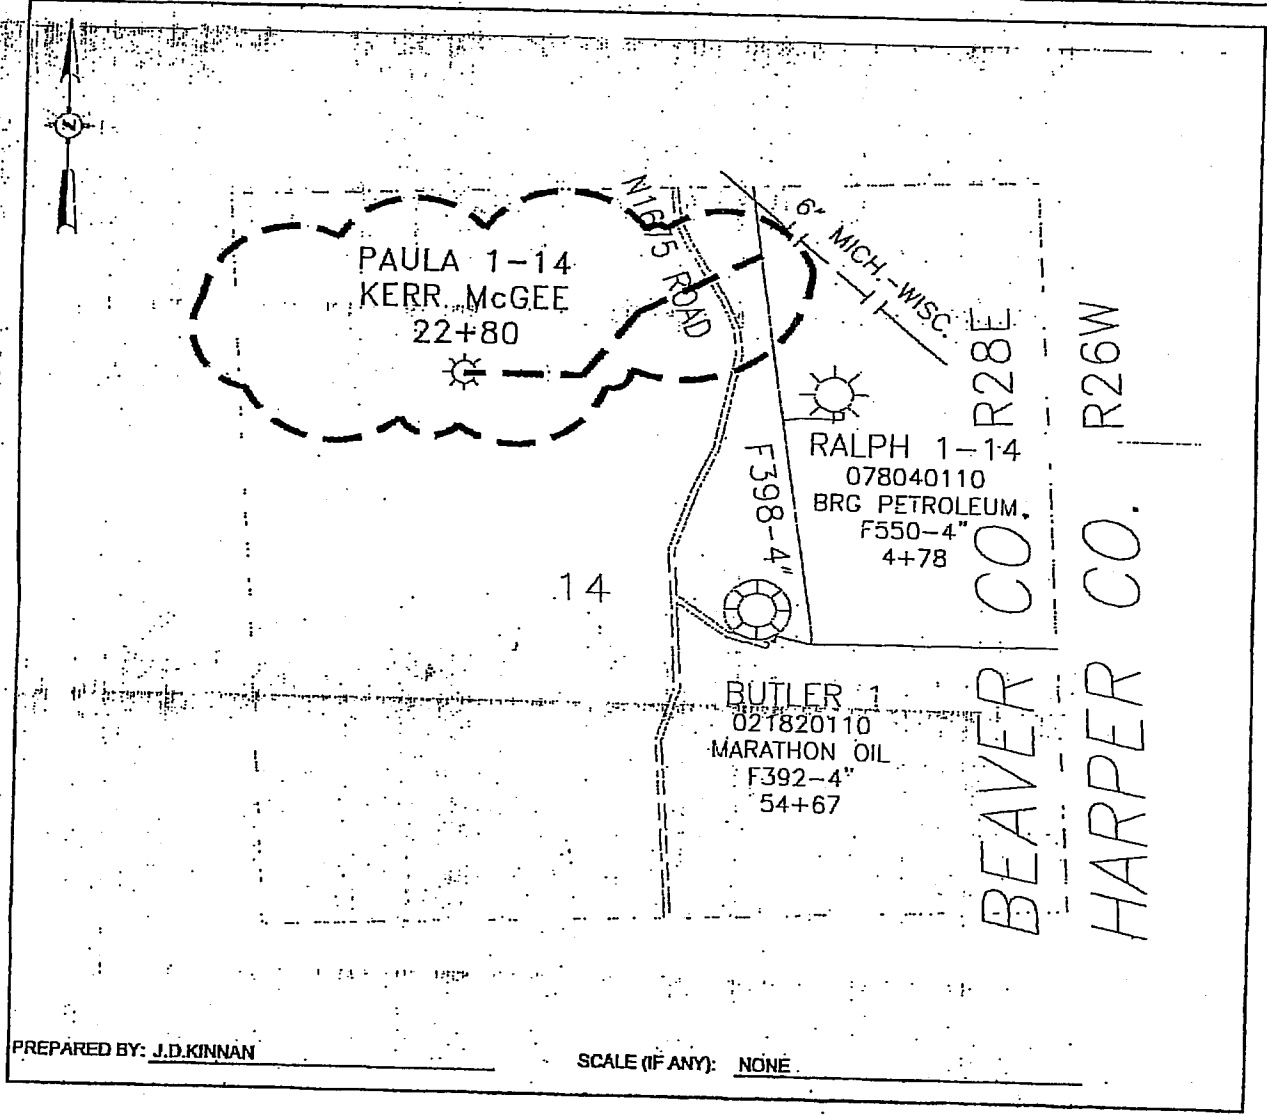 Z
N1675 ROAD
6" MICH.-WISC.
PAULA 1-14
KERR McGEE
22+80
R28E
R26W
RALPH 1-14
078040110
BRG PETROLEUM.
F550-4"
4+78
F398-4"
14
BEAVER CO.
HARPER CO.
BUTLER 1
021820110
MARATHON OIL
F392-4"
54+67
PREPARED BY: J.D.KINNAN
SCALE (IF ANY): NONE